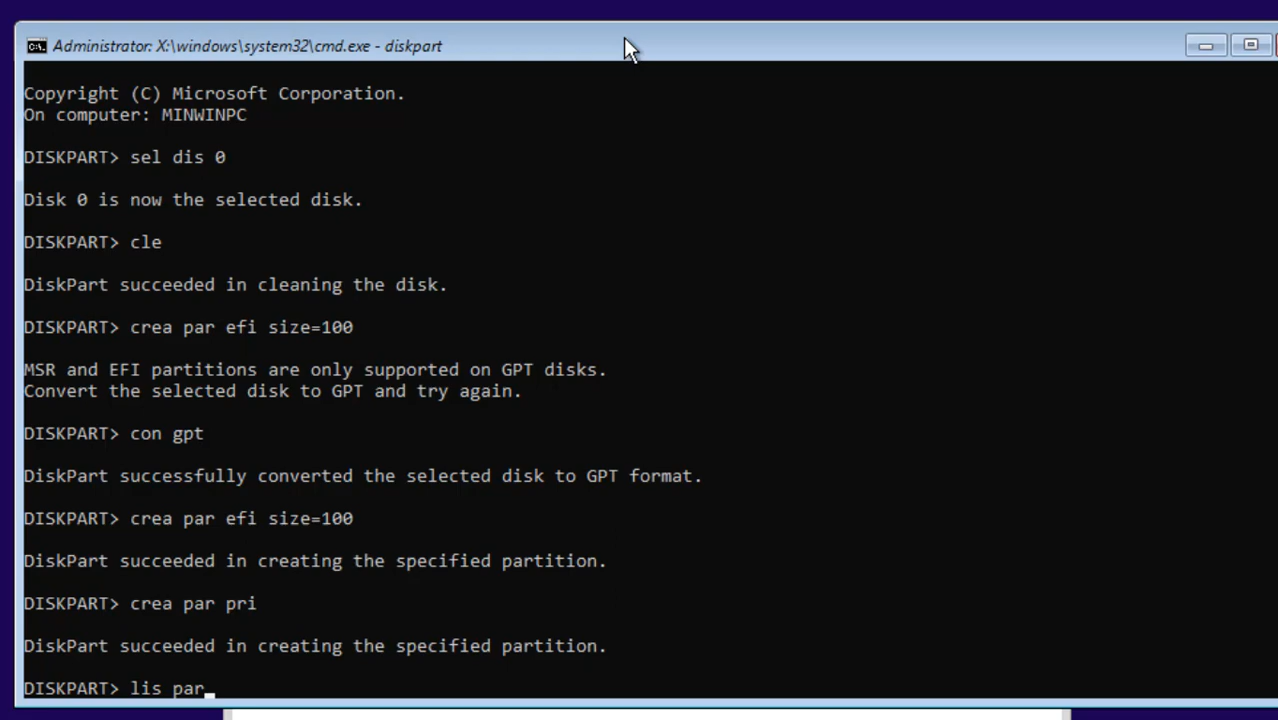 Administrator: X:\windows\system32\cmd.exe - diskpart
Copyright (C) Microsoft Corporation.
On computer: MINWINPC
DISKPART> sel dis 0
Disk 0 is now the selected disk.
DISKPART> cle
DiskPart succeeded in cleaning the disk.
DISKPART> crea par efi size=100
MSR and EFI partitions are only supported on GPT disks.
Convert the selected disk to GPT and try again.
DISKPART> con gpt
DiskPart successfully converted the selected disk to GPT format.
DISKPART> crea par efi size=100
DiskPart succeeded in creating the specified partition.
DISKPART> crea par pri
DiskPart succeeded in creating the specified partition.
DISKPART> lis par